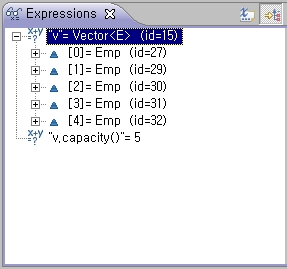 Expressions
"v"= Vector<E> (id=15)
[0]= Emp (id=27)
[1]= Emp (id=29)
[2]= Emp (id=30)
[3]= Emp (id=31)
[4]= Emp (id=32)
"v.capacity()"= 5